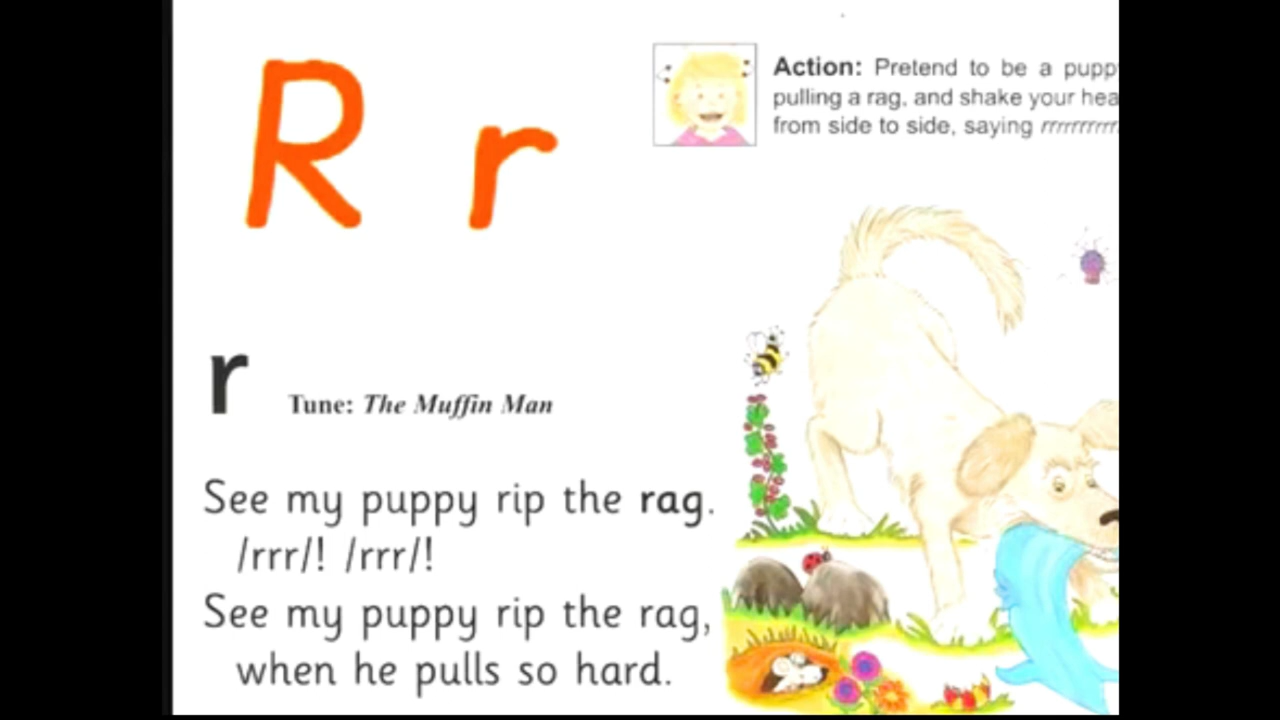 R r
Action: Pretend to be a pupp
pulling a rag, and shake your hea
from side to side, saying rrrrrrrrr
r Tune: The Muffin Man
See my puppy rip the rag.
/rrr/! /rrr/!
See my puppy rip the rag,
when he pulls so hard.